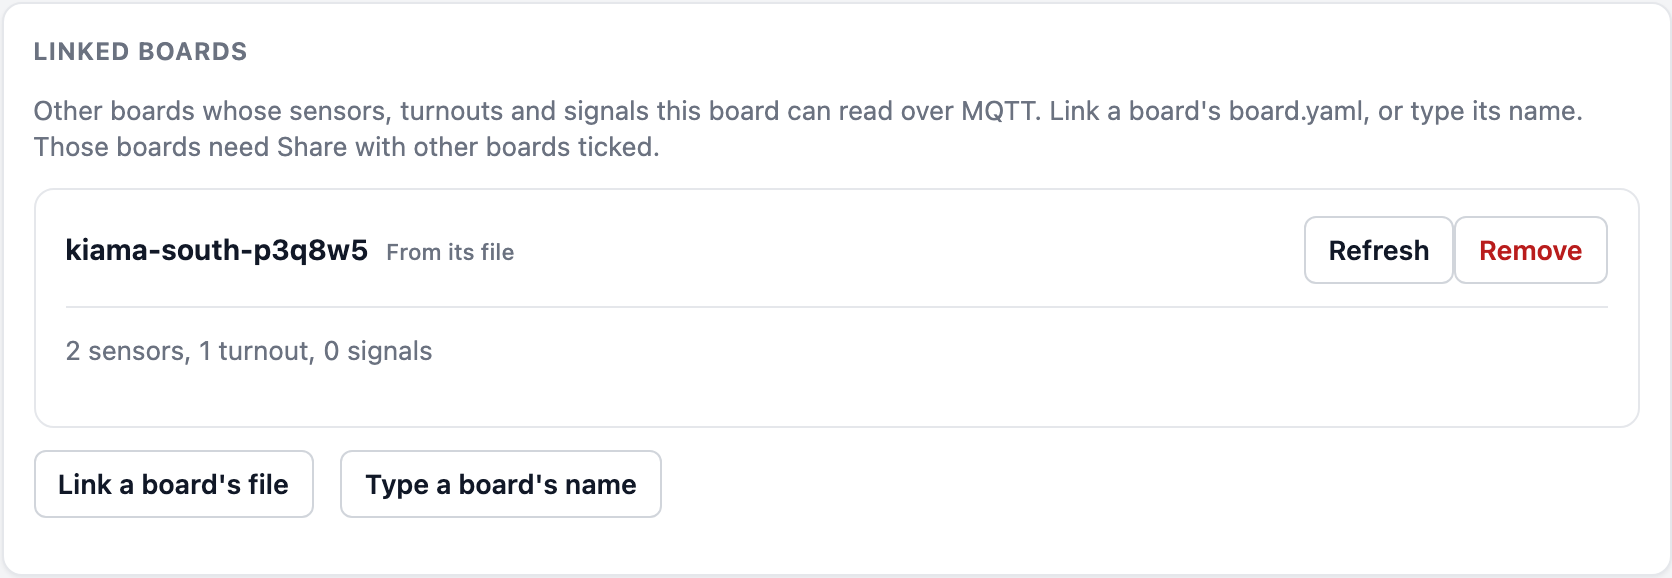 LINKED BOARDS
Other boards whose sensors, turnouts and signals this board can read over MQTT. Link a board's board.yaml, or type its name.
Those boards need Share with other boards ticked.
kiama-south-p3q8w5 From its file Refresh Remove
2 sensors, 1 turnout, 0 signals
Link a board's file Type a board's name